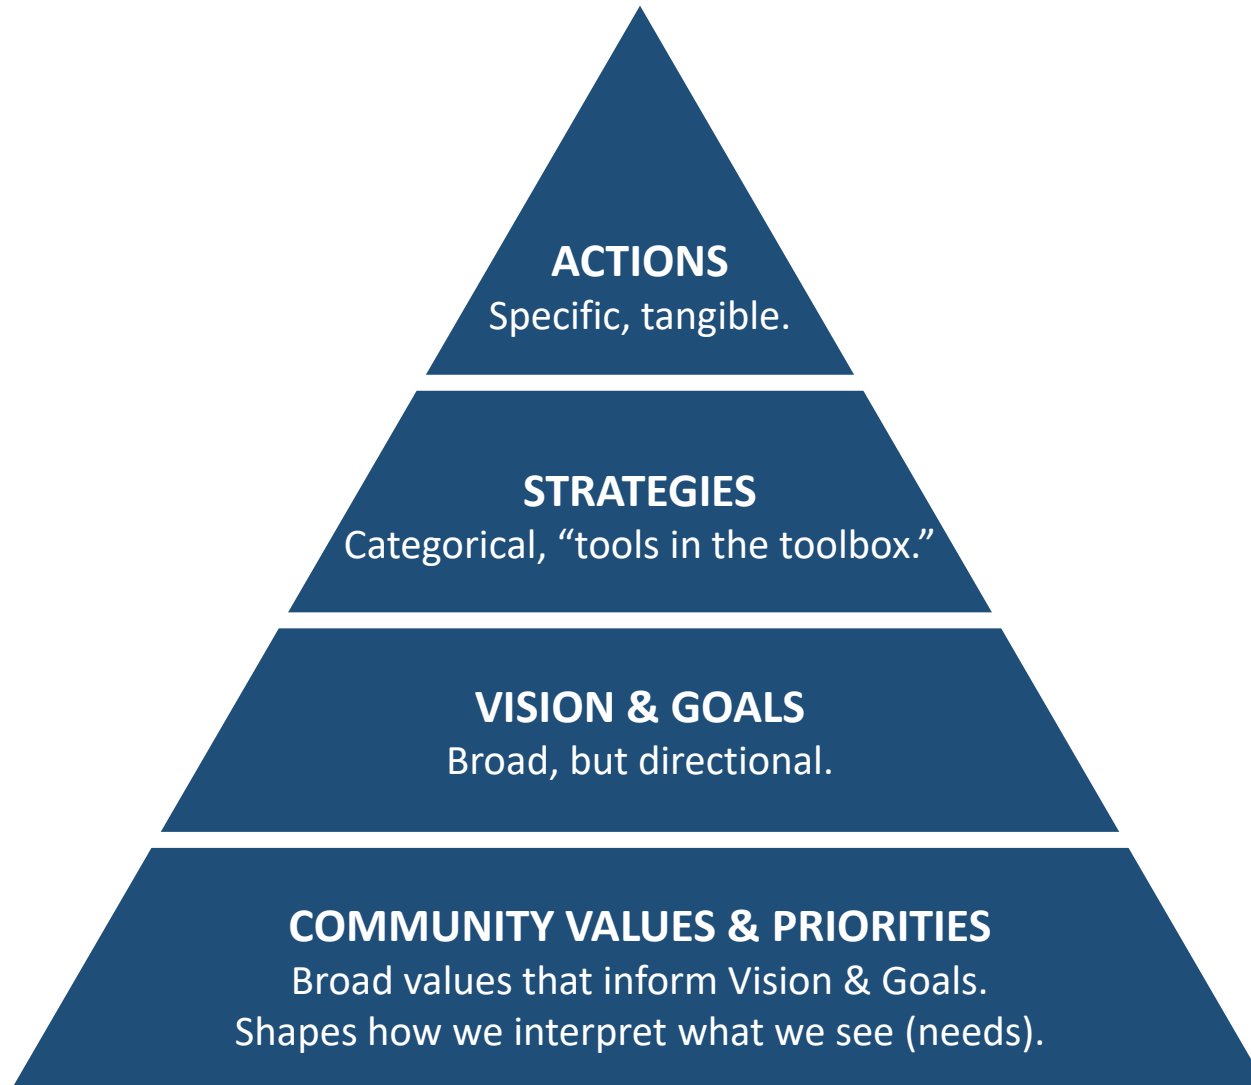 ACTIONS
Specific, tangible.
STRATEGIES
Categorical, “tools in the toolbox.”
VISION & GOALS
Broad, but directional.
COMMUNITY VALUES & PRIORITIES
Broad values that inform Vision & Goals.
Shapes how we interpret what we see (needs).